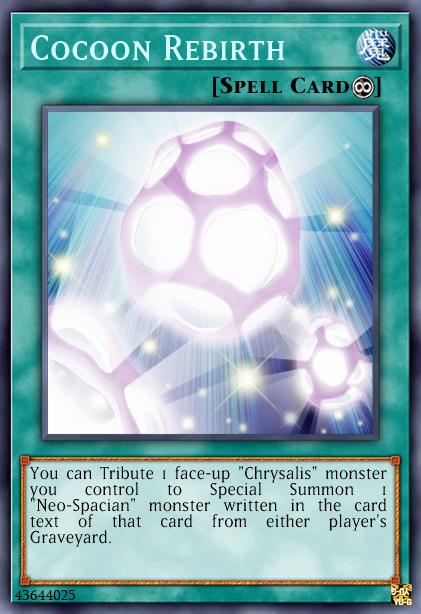 Cocoon Rebirth
魔
[Spell Card]
You can Tribute 1 face-up "Chrysalis" monster
you control to Special Summon 1
"Neo-Spacian" monster written in the card
text of that card from either player's
Graveyard.
43644025